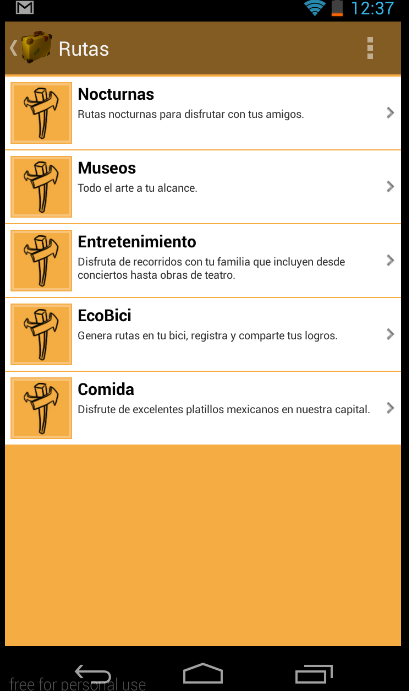 12:37
Rutas
Nocturnas
Rutas nocturnas para disfrutar con tus amigos.
Museos
Todo el arte a tu alcance.
Entretenimiento
Disfruta de recorridos con tu familia que incluyen desde
conciertos hasta obras de teatro.
EcoBici
Genera rutas en tu bici, registra y comparte tus logros.
Comida
Disfrute de excelentes platillos mexicanos en nuestra capital.
free for personal use